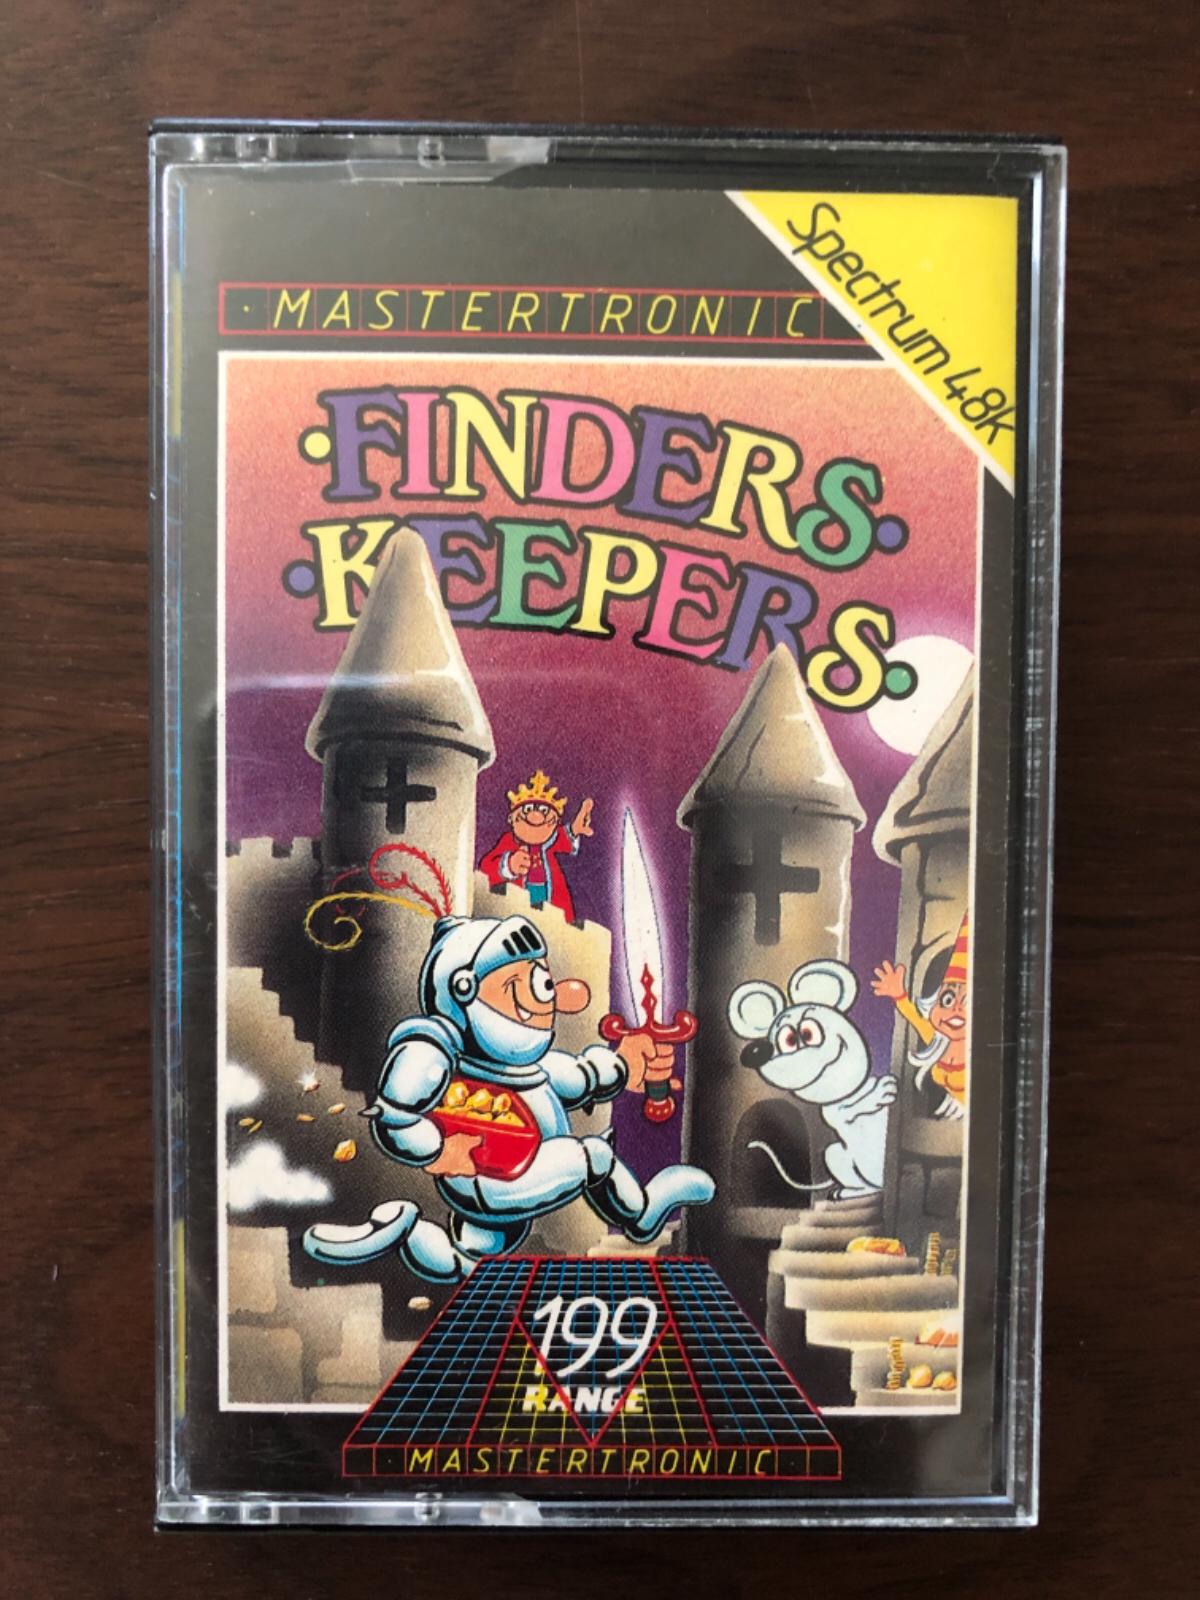 Spectrum 48K
· MASTERTRONIC
·FINDERS·
·KEEPERS·
199
RANGE
· MASTERTRONIC ·